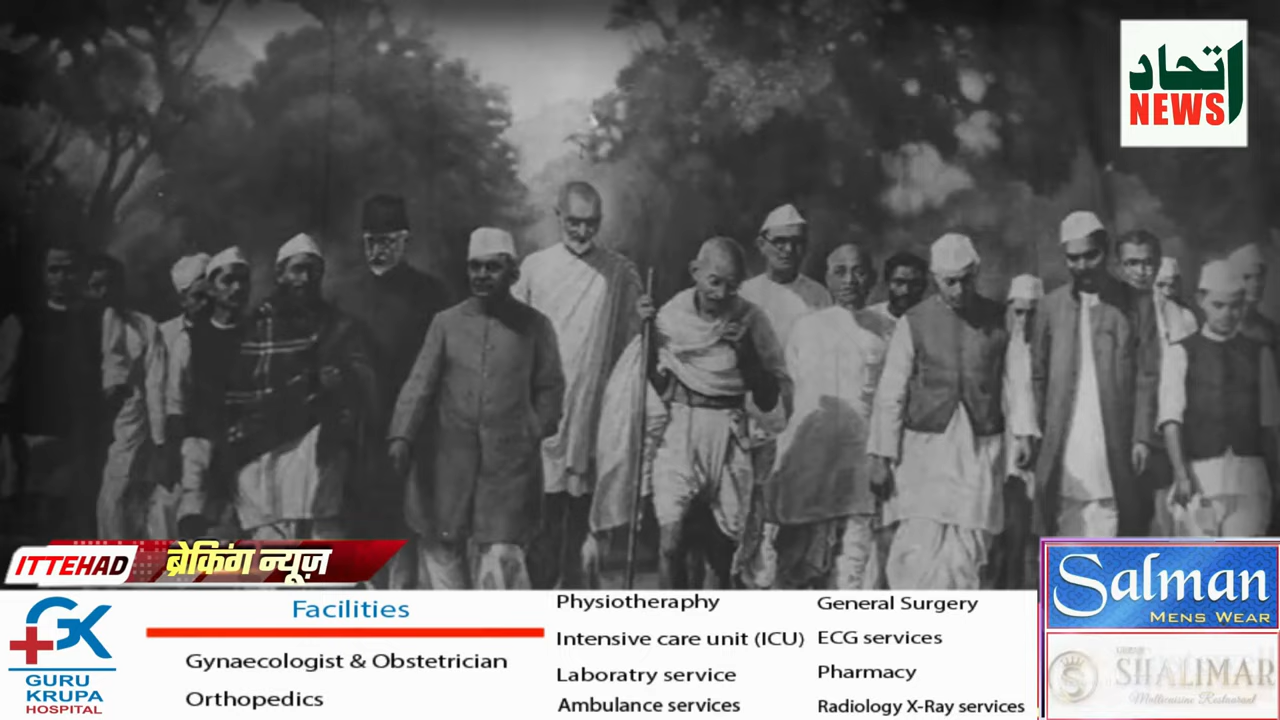 اتحاد
NEWS
ITTEHAD
ब्रेकिंग न्यूज़
GK
GURU
KRUPA
HOSPITAL
Facilities
Gynaecologist & Obstetrician
Orthopedics
Physiotheraphy
Intensive care unit (ICU)
Laboratry service
Ambulance services
General Surgery
ECG services
Pharmacy
Radiology X-Ray services
Salman
MENS WEAR
SHALIMAR
Restaurant